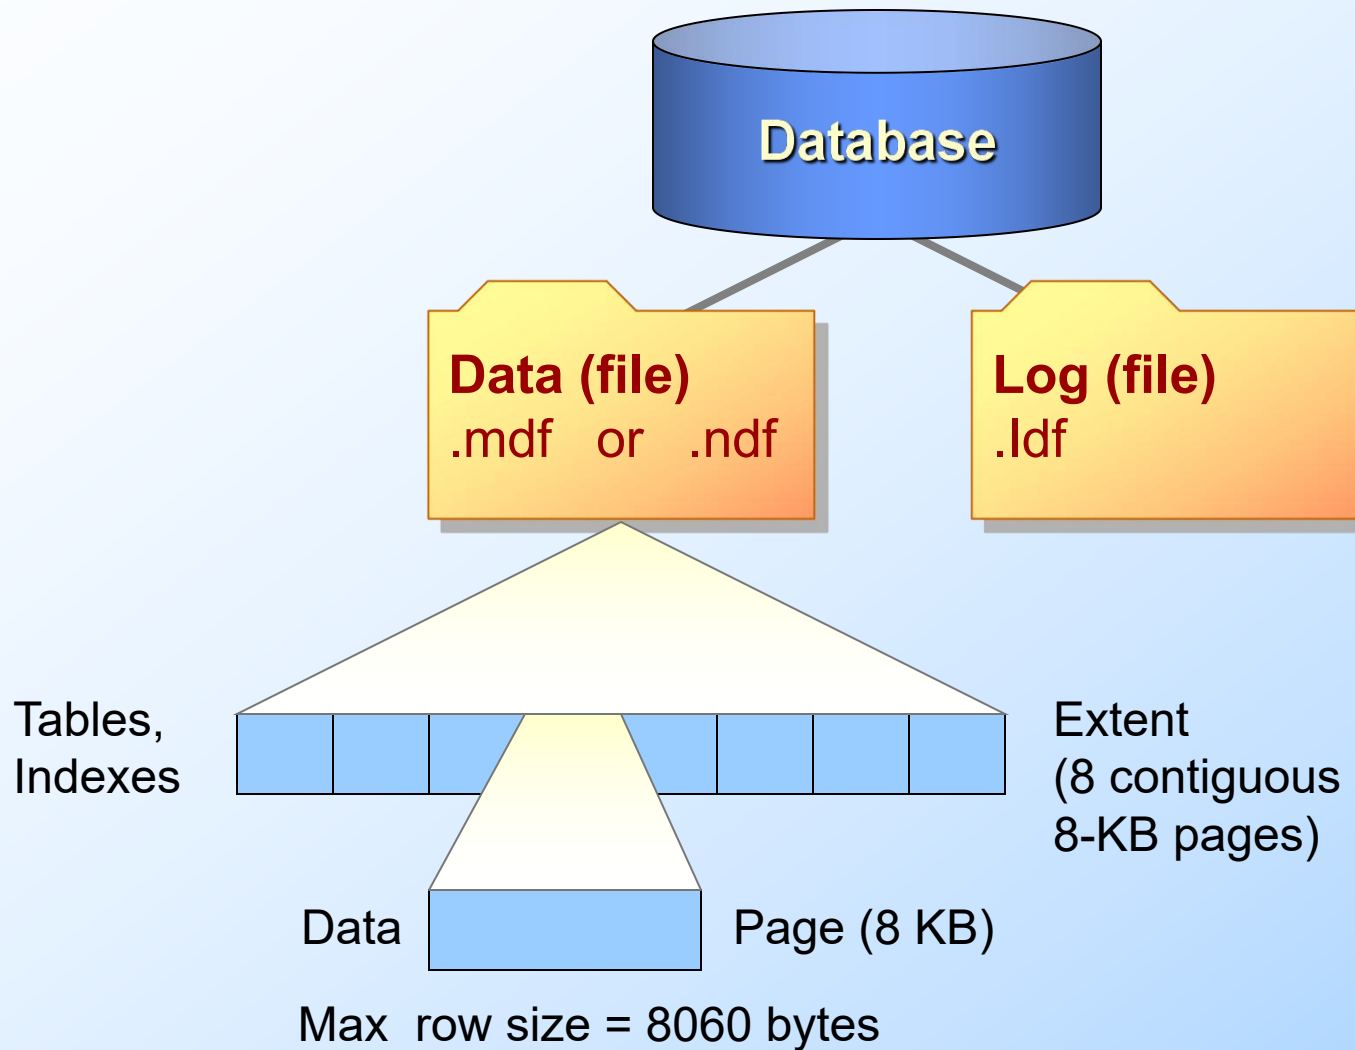 Database
Data (file)
.mdf or .ndf
Log (file)
.ldf
Tables,
Indexes
Extent
(8 contiguous
8-KB pages)
Data
Page (8 KB)
Max row size = 8060 bytes